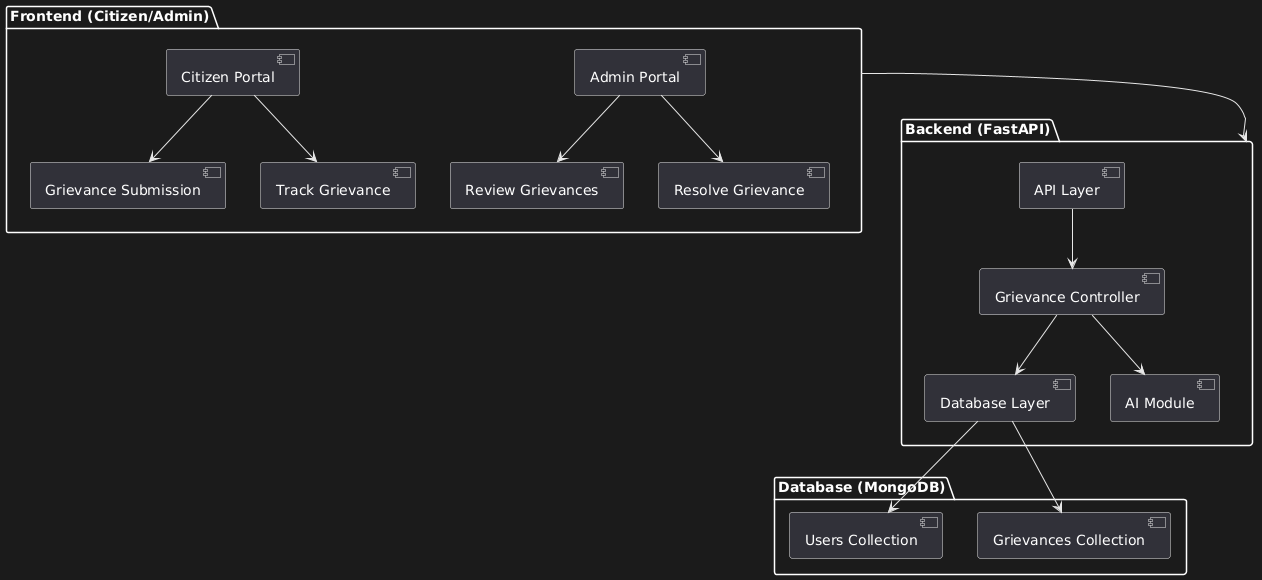 Frontend (Citizen/Admin)
Citizen Portal
Admin Portal
Grievance Submission
Track Grievance
Review Grievances
Resolve Grievance
Backend (FastAPI)
API Layer
Grievance Controller
Database Layer
AI Module
Database (MongoDB)
Users Collection
Grievances Collection